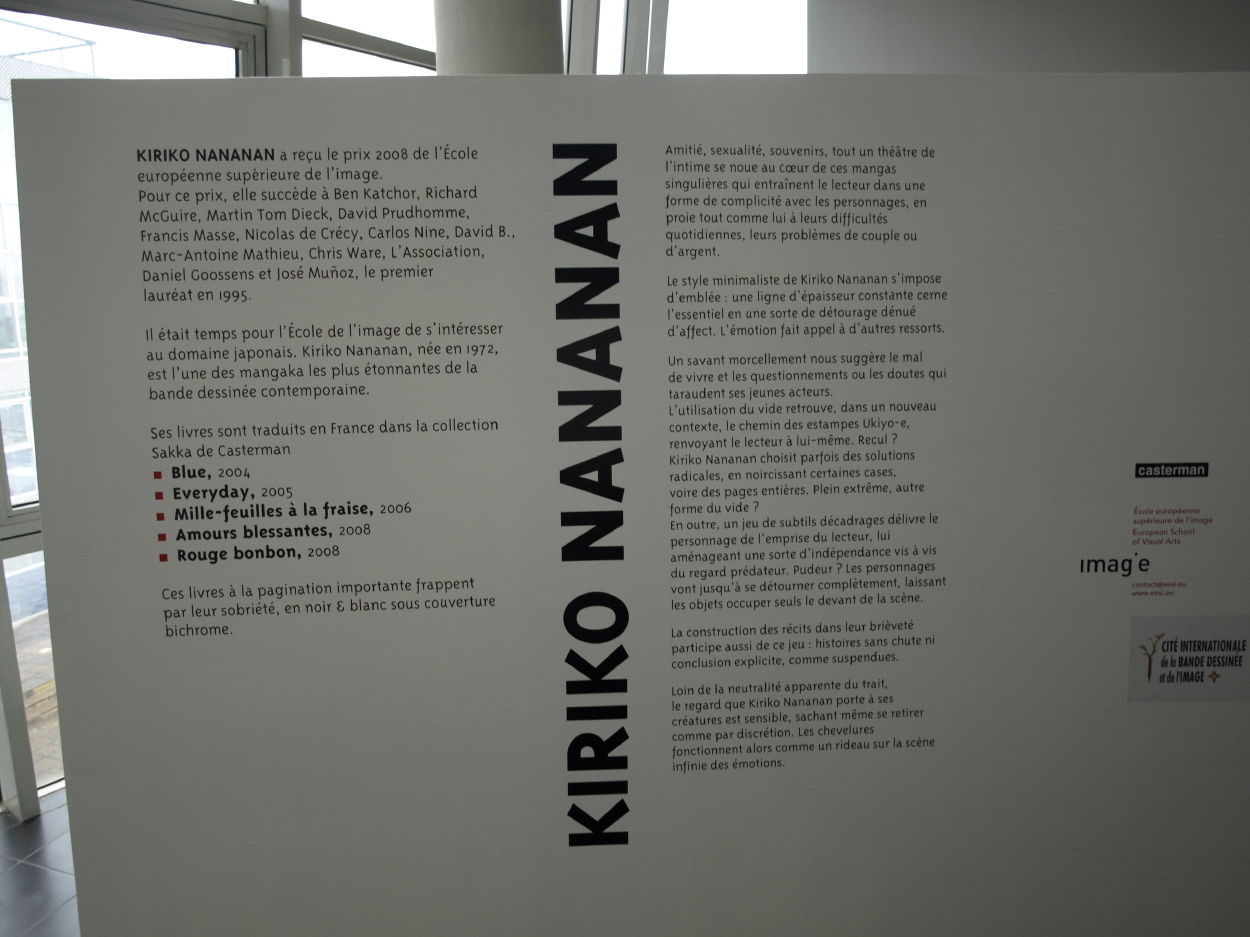 KIRIKO NANANAN a reçu le prix 2008 de l'École
européenne supérieure de l'image.
Pour ce prix, elle succède à Ben Katchor, Richard
McGuire, Martin Tom Dieck, David Prudhomme,
Francis Masse, Nicolas de Crécy, Carlos Nine, David B.,
Marc-Antoine Mathieu, Chris Ware, L'Association,
Daniel Goossens et José Muñoz, le premier
lauréat en 1995.
Il était temps pour l'École de l'image de s'intéresser
au domaine japonais. Kiriko Nananan, née en 1972,
est l'une des mangaka les plus étonnantes de la
bande dessinée contemporaine.
Ses livres sont traduits en France dans la collection
Sakka de Casterman
Blue, 2004
Everyday, 2005
Mille-feuilles à la fraise, 2006
Amours blessantes, 2008
Rouge bonbon, 2008
Ces livres à la pagination importante frappent
par leur sobriété, en noir & blanc sous couverture
bichrome.
KIRIKO NANANAN
Amitié, sexualité, souvenirs, tout un théâtre de
l'intime se noue au cœur de ces mangas
singulières qui entraînent le lecteur dans une
forme de complicité avec les personnages, en
proie tout comme lui à leurs difficultés
quotidiennes, leurs problèmes de couple ou
d'argent.
Le style minimaliste de Kiriko Nananan s'impose
d'emblée : une ligne d'épaisseur constante cerne
l'essentiel en une sorte de détourage dénué
d'affect. L'émotion fait appel à d'autres ressorts.
Un savant morcellement nous suggère le mal
de vivre et les questionnements ou les doutes qui
taraudent ses jeunes acteurs.
L'utilisation du vide retrouve, dans un nouveau
contexte, le chemin des estampes Ukiyo-e,
renvoyant le lecteur à lui-même. Recul ?
Kiriko Nananan choisit parfois des solutions
radicales, en noircissant certaines cases,
voire des pages entières. Plein extrême, autre
forme du vide ?
En outre, un jeu de subtils décadrages délivre le
personnage de l'emprise du lecteur, lui
aménageant une sorte d'indépendance vis à vis
du regard prédateur. Pudeur ? Les personnages
vont jusqu'à se détourner complètement, laissant
les objets occuper seuls le devant de la scène.
La construction des récits dans leur brièveté
participe aussi de ce jeu : histoires sans chute ni
conclusion explicite, comme suspendues.
Loin de la neutralité apparente du trait,
le regard que Kiriko Nananan porte à ses
créatures est sensible, sachant même se retirer
comme par discrétion. Les chevelures
fonctionnent alors comme un rideau sur la scène
infinie des émotions.
casterman
École européenne
supérieure de l'image
European School
of Visual Arts
imag'e
contact@eesi.eu
www.eesi.eu
CITÉ INTERNATIONALE
de la BANDE DESSINÉE
et de l'IMAGE